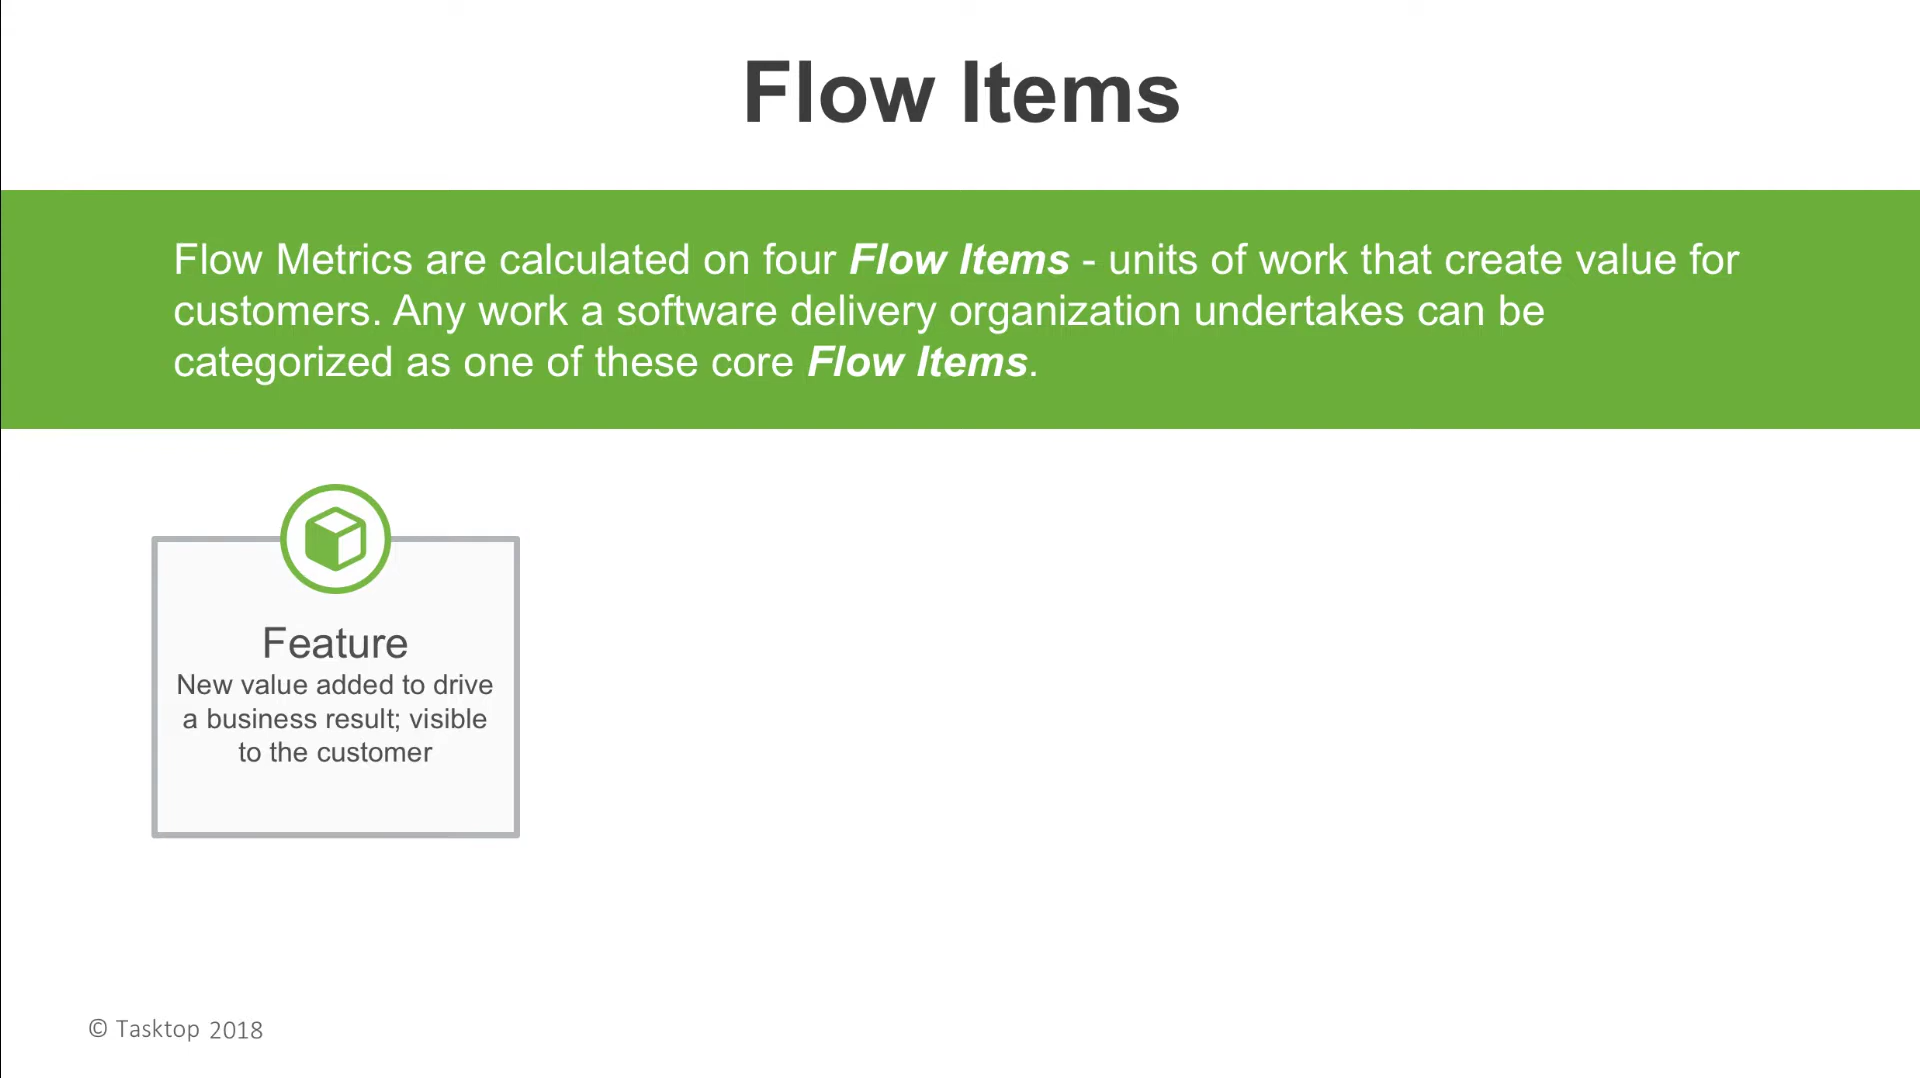 Flow Items
Flow Metrics are calculated on four Flow Items - units of work that create value for
customers. Any work a software delivery organization undertakes can be
categorized as one of these core Flow Items.
Feature
New value added to drive
a business result; visible
to the customer
© Tasktop 2018